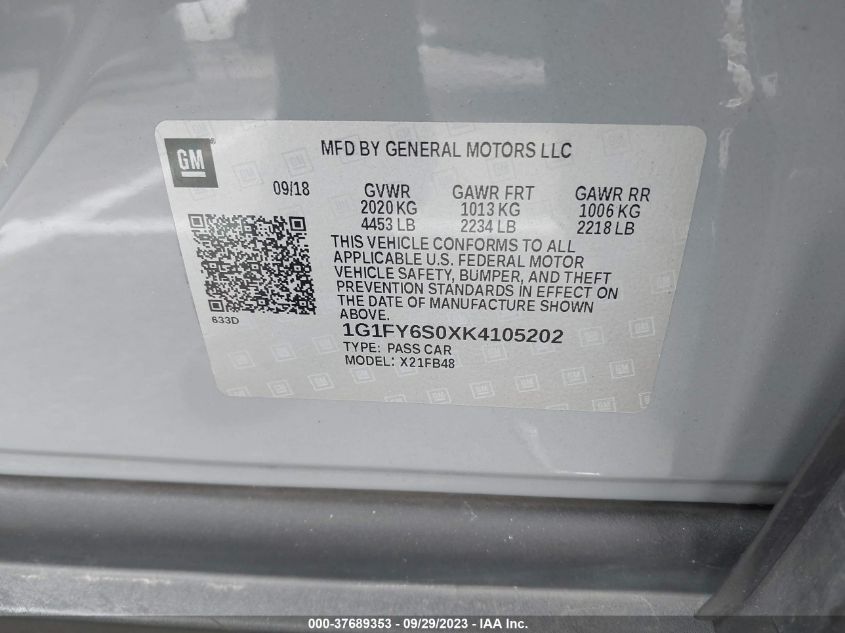 GM
MFD BY GENERAL MOTORS LLC
09/18 GVWR GAWR FRT GAWR RR
2020 KG 1013 KG 1006 KG
4453 LB 2234 LB 2218 LB
THIS VEHICLE CONFORMS TO ALL
APPLICABLE U.S. FEDERAL MOTOR
VEHICLE SAFETY, BUMPER, AND THEFT
PREVENTION STANDARDS IN EFFECT ON
THE DATE OF MANUFACTURE SHOWN
ABOVE.
633D
1G1FY6S0XK4105202
TYPE: PASS CAR
MODEL: X21FB48
000-37689353 - 09/29/2023 - IAA Inc.